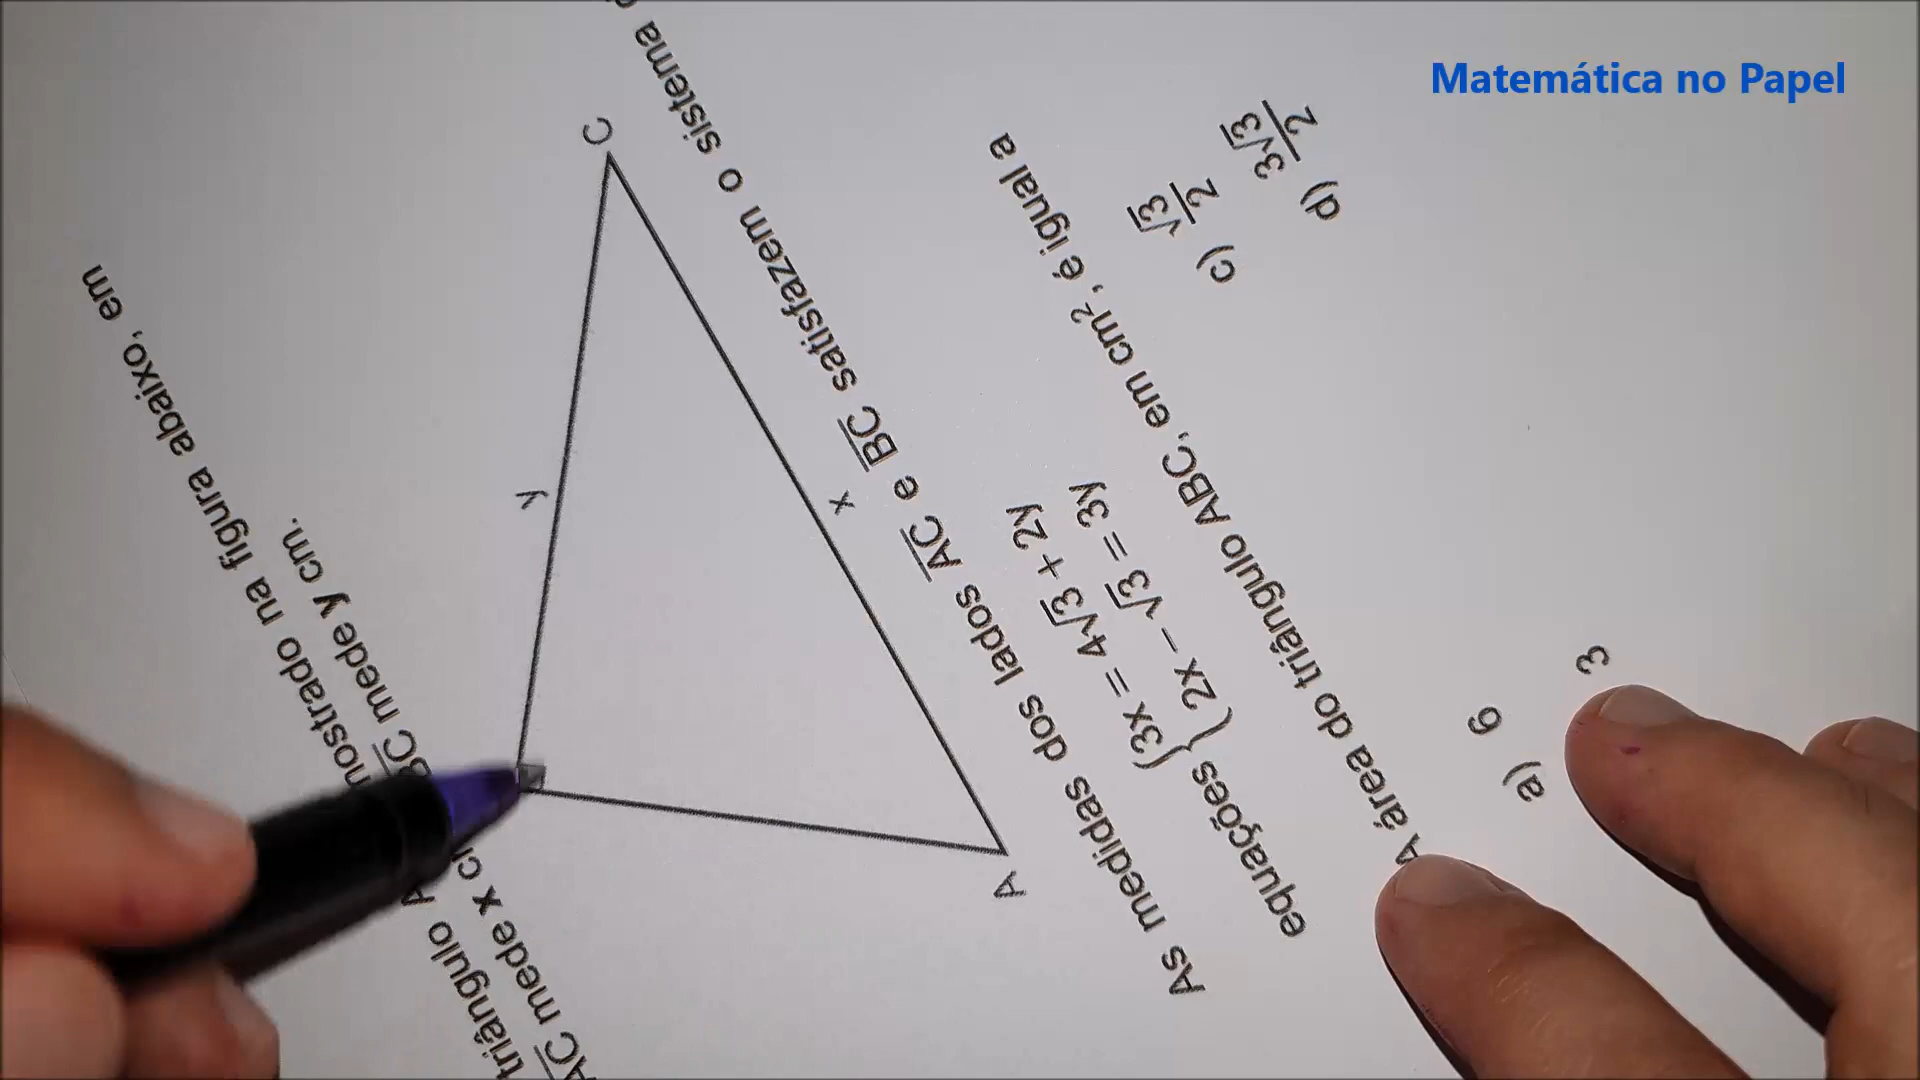 Matemática no Papel
triângulo A mostrado na figura abaixo, em
AC mede x c BC mede y cm.
C
y
x
A
As medidas dos lados AC e BC satisfazem o sistema
equações { 3x = 4√3 + 2y
2x − √3 = 3y
A área do triângulo ABC, em cm², é igual a
a) 6
3
c) √3/2
d) 3√3/2